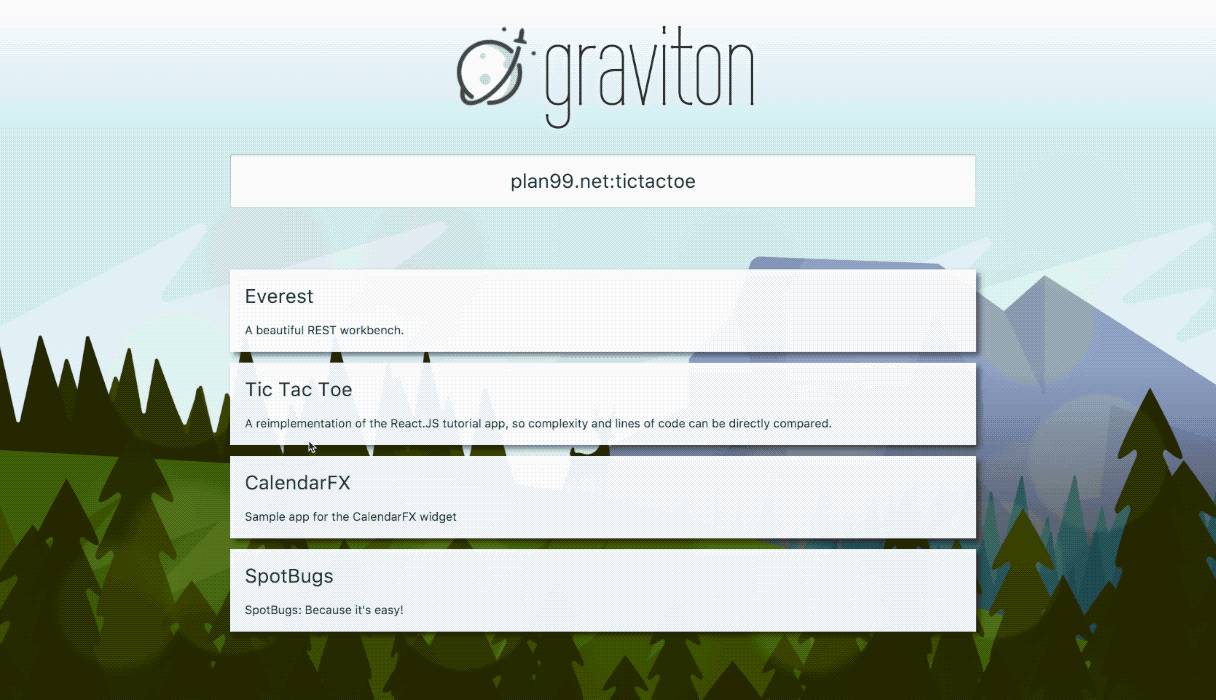 graviton
plan99.net:tictactoe
Everest
A beautiful REST workbench.
Tic Tac Toe
A reimplementation of the React.JS tutorial app, so complexity and lines of code can be directly compared.
CalendarFX
Sample app for the CalendarFX widget
SpotBugs
SpotBugs: Because it's easy!